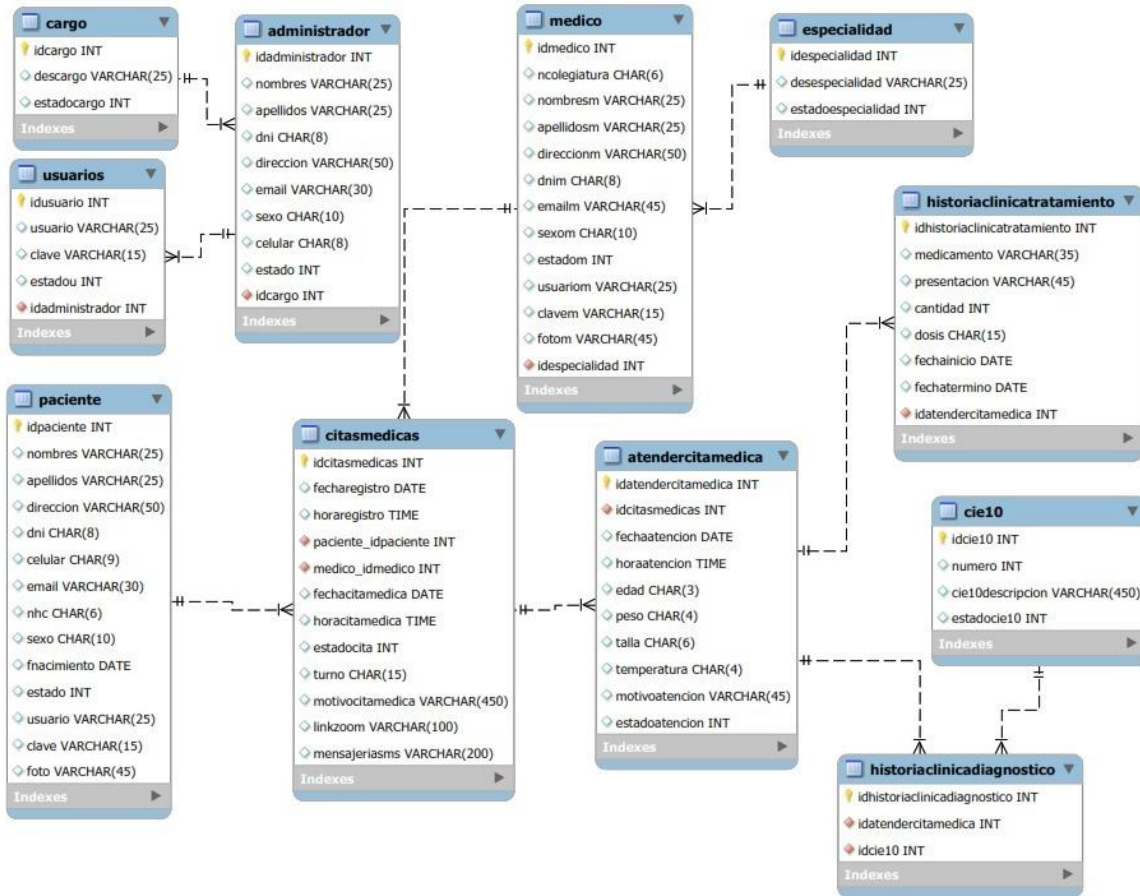 cargo
idcargo INT
descargo VARCHAR(25)
estadocargo INT
Indexes
usuarios
idusuario INT
usuario VARCHAR(25)
clave VARCHAR(15)
estadou INT
idadministrador INT
Indexes
administrador
idadministrador INT
nombres VARCHAR(25)
apellidos VARCHAR(25)
dni CHAR(8)
direccion VARCHAR(50)
email VARCHAR(30)
sexo CHAR(10)
celular CHAR(8)
estado INT
idcargo INT
Indexes
medico
idmedico INT
ncolegiatura CHAR(6)
nombresm VARCHAR(25)
apellidosm VARCHAR(25)
direccionm VARCHAR(50)
dnim CHAR(8)
emailm VARCHAR(45)
sexom CHAR(10)
estadom INT
usuariom VARCHAR(25)
clavem VARCHAR(15)
fotom VARCHAR(45)
idespecialidad INT
Indexes
especialidad
idespecialidad INT
desespecialidad VARCHAR(25)
estadoespecialidad INT
Indexes
historiaclinicatratamiento
idhistoriaclinicatratamiento INT
medicamento VARCHAR(35)
presentacion VARCHAR(45)
cantidad INT
dosis CHAR(15)
fechainicio DATE
fechatermino DATE
idatendercitamedica INT
Indexes
paciente
idpaciente INT
nombres VARCHAR(25)
apellidos VARCHAR(25)
direccion VARCHAR(50)
dni CHAR(8)
celular CHAR(9)
email VARCHAR(30)
nhc CHAR(6)
sexo CHAR(10)
fnacimiento DATE
estado INT
usuario VARCHAR(25)
clave VARCHAR(15)
foto VARCHAR(45)
Indexes
citasmedicas
idcitasmedicas INT
fecharegistro DATE
horaregistro TIME
paciente_idpaciente INT
medico_idmedico INT
fechacitamedica DATE
horacitamedica TIME
estadocita INT
turno CHAR(15)
motivocitamedica VARCHAR(450)
linkzoom VARCHAR(100)
mensajeriasms VARCHAR(200)
Indexes
atendercitamedica
idatendercitamedica INT
idcitasmedicas INT
fechaatencion DATE
horaatencion TIME
edad CHAR(3)
peso CHAR(4)
talla CHAR(6)
temperatura CHAR(4)
motivoatencion VARCHAR(45)
estadoatencion INT
Indexes
cie10
idcie10 INT
numero INT
cie10descripcion VARCHAR(450)
estadocie10 INT
Indexes
historiaclinicadiagnostico
idhistoriaclinicadiagnostico INT
idatendercitamedica INT
idcie10 INT
Indexes